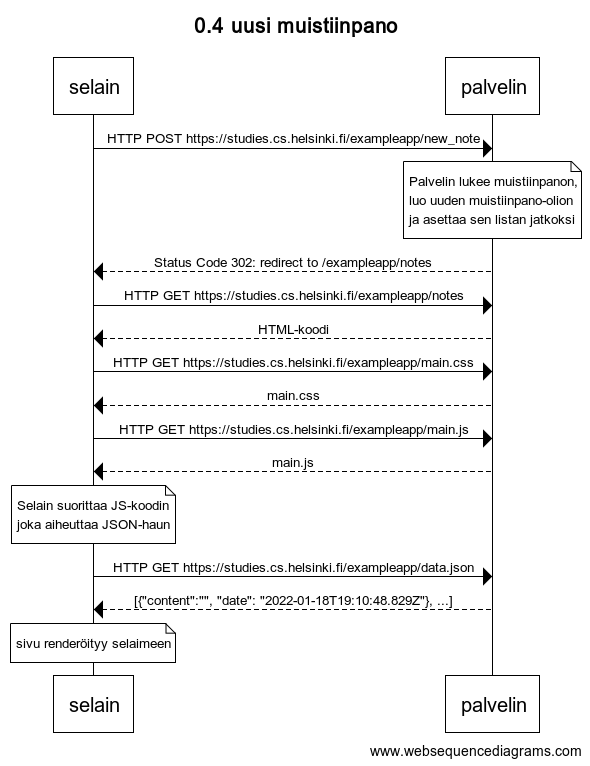 0.4 uusi muistiinpano
selain
palvelin
HTTP POST https://studies.cs.helsinki.fi/exampleapp/new_note
Palvelin lukee muistiinpanon,
luo uuden muistiinpano-olion
ja asettaa sen listan jatkoksi
Status Code 302: redirect to /exampleapp/notes
HTTP GET https://studies.cs.helsinki.fi/exampleapp/notes
HTML-koodi
HTTP GET https://studies.cs.helsinki.fi/exampleapp/main.css
main.css
HTTP GET https://studies.cs.helsinki.fi/exampleapp/main.js
main.js
Selain suorittaa JS-koodin
joka aiheuttaa JSON-haun
HTTP GET https://studies.cs.helsinki.fi/exampleapp/data.json
[{"content":"", "date": "2022-01-18T19:10:48.829Z"}, ...]
sivu renderöityy selaimeen
selain
palvelin
www.websequencediagrams.com